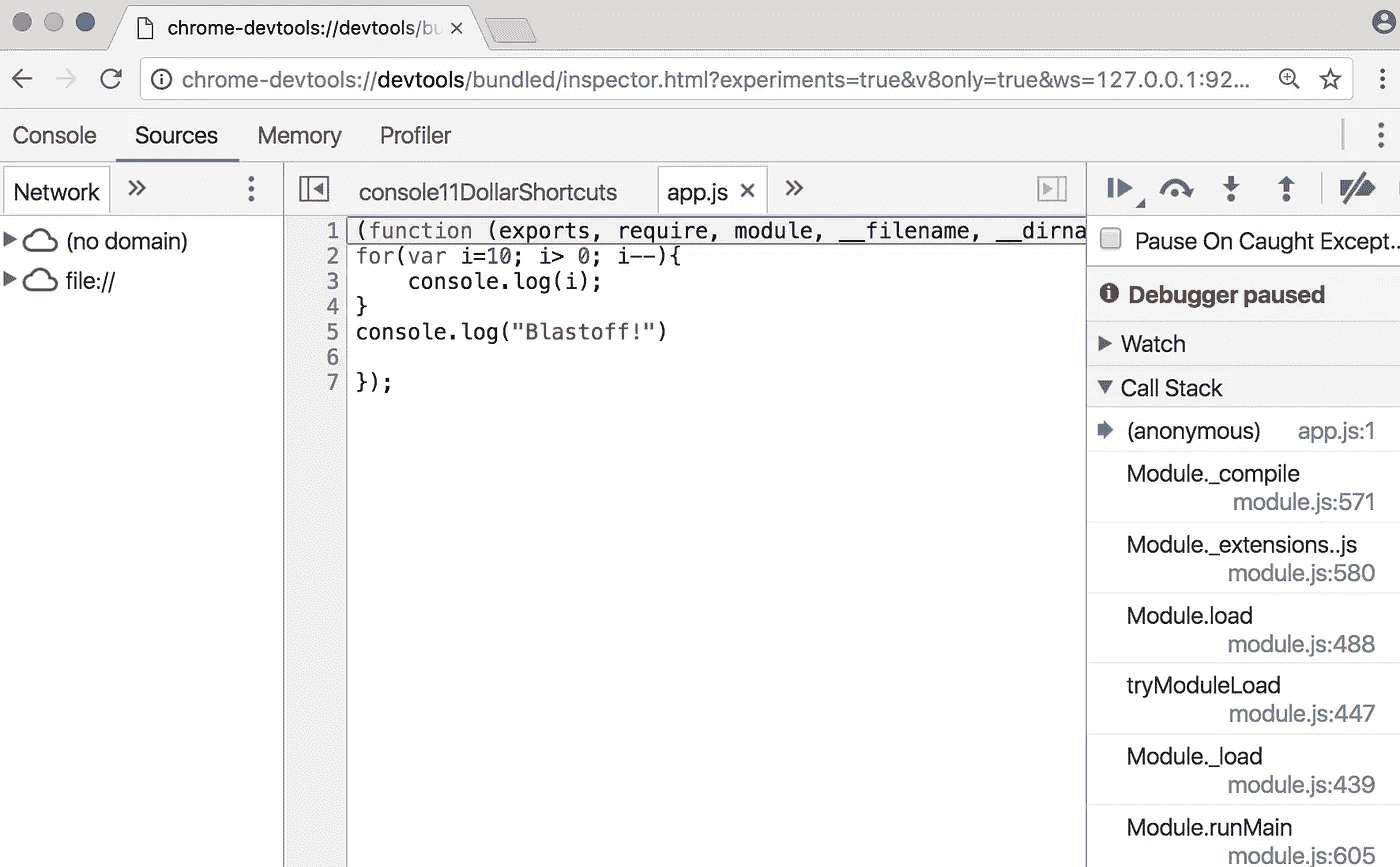 chrome-devtools://devtools/bu
chrome-devtools://devtools/bundled/inspector.html?experiments=true&v8only=true&ws=127.0.0.1:92...
Console Sources Memory Profiler
Network
(no domain)
file://
console11DollarShortcuts app.js
1 (function (exports, require, module, __filename, __dirna
2 for(var i=10; i> 0; i--){
3     console.log(i);
4 }
5 console.log("Blastoff!")
6
7 });
Pause On Caught Except..
Debugger paused
Watch
Call Stack
(anonymous) app.js:1
Module._compile
module.js:571
Module._extensions..js
module.js:580
Module.load
module.js:488
tryModuleLoad
module.js:447
Module._load
module.js:439
Module.runMain
module.js:605